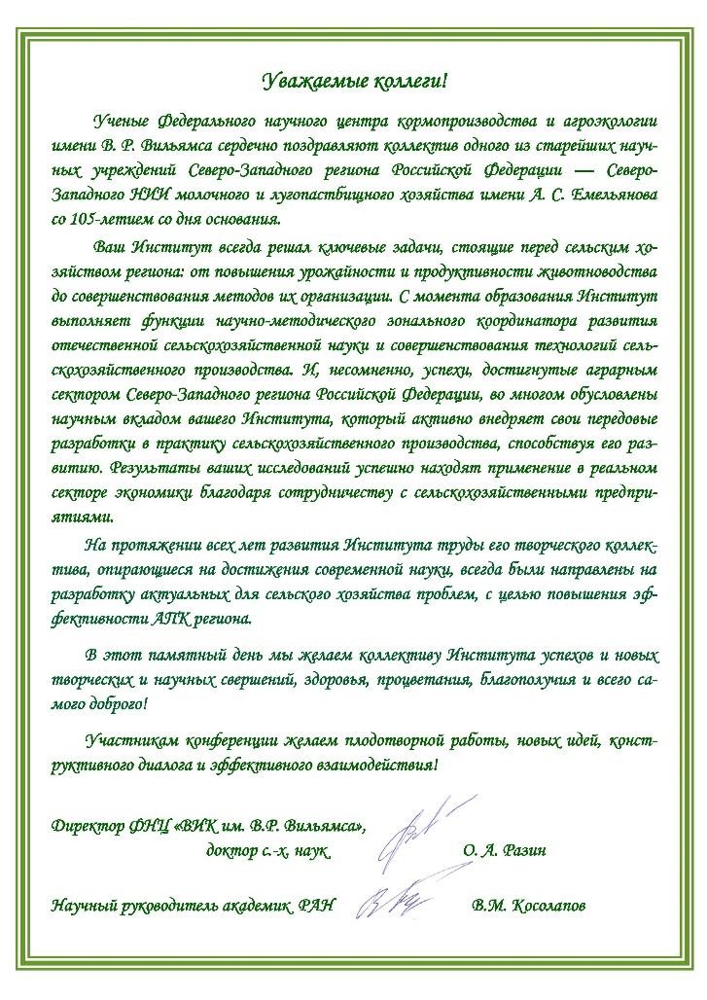 Уважаемые коллеги!
Ученые Федерального научного центра кормопроизводства и агроэкологии
имени В. Р. Вильямса сердечно поздравляют коллектив одного из старейших науч-
ных учреждений Северо-Западного региона Российской Федерации — Северо-
Западного НИИ молочного и лугопастбищного хозяйства имени А. С. Емельянова
со 105-летием со дня основания.
Ваш Институт всегда решал ключевые задачи, стоящие перед сельским хо-
зяйством региона: от повышения урожайности и продуктивности животноводства
до совершенствования методов их организации. С момента образования Институт
выполняет функции научно-методического зонального координатора развития
отечественной сельскохозяйственной науки и совершенствования технологий сель-
скохозяйственного производства. И, несомненно, успехи, достигнутые аграрным
сектором Северо-Западного региона Российской Федерации, во многом обусловлены
научным вкладом вашего Института, который активно внедряет свои передовые
разработки в практику сельскохозяйственного производства, способствуя его раз-
витию. Результаты ваших исследований успешно находят применение в реальном
секторе экономики благодаря сотрудничеству с сельскохозяйственными предпри-
ятиями.
На протяжении всех лет развития Института труды его творческого коллек-
тива, опирающиеся на достижения современной науки, всегда были направлены на
разработку актуальных для сельского хозяйства проблем, с целью повышения эф-
фективности АПК региона.
В этот памятный день мы желаем коллективу Института успехов и новых
творческих и научных свершений, здоровья, процветания, благополучия и всего са-
мого доброго!
Участникам конференции желаем плодотворной работы, новых идей, конст-
руктивного диалога и эффективного взаимодействия!
Директор ФНЦ «ВИК им. В.Р. Вильямса»,
доктор с.-х. наук О. А. Разин
Научный руководитель академик РАН В.М. Косолапов